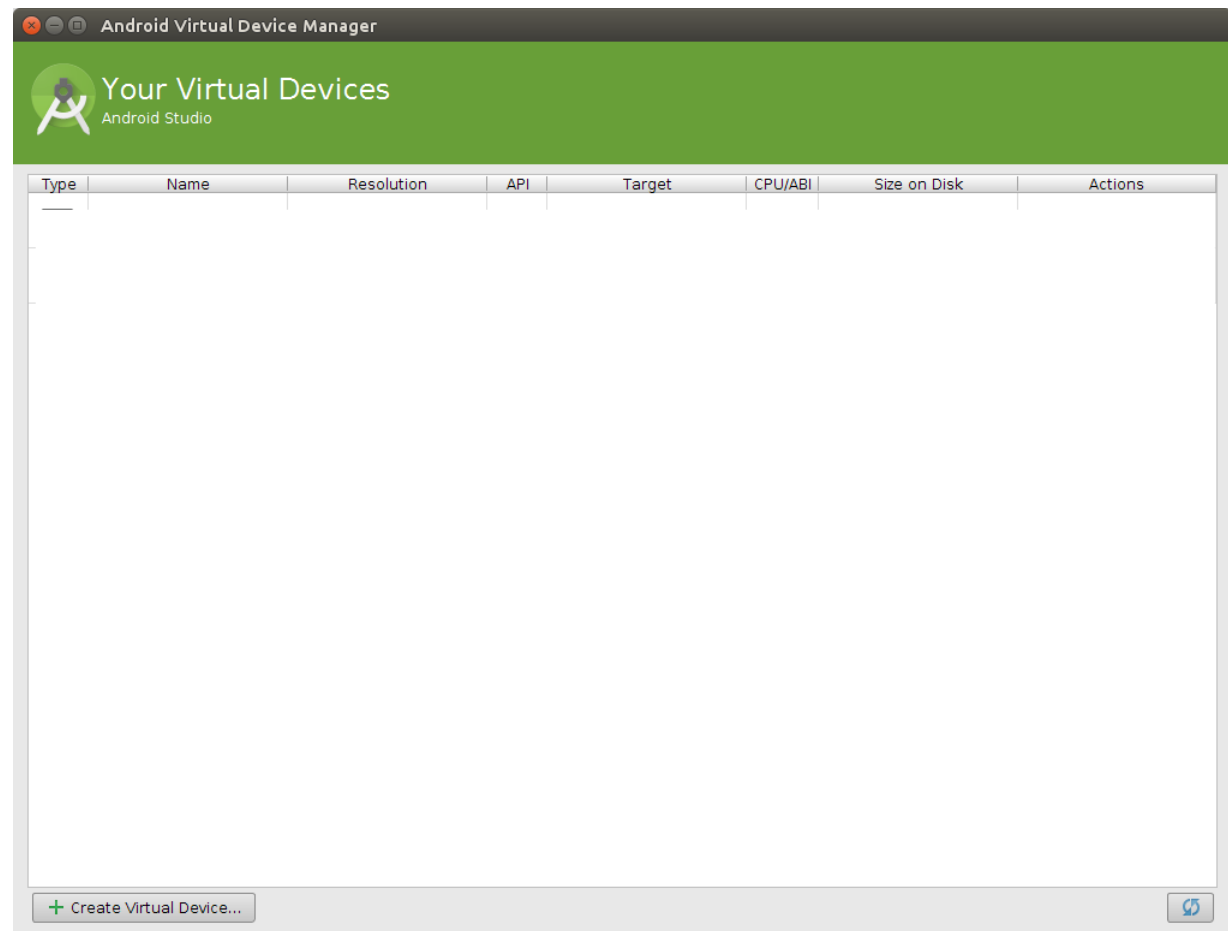 Android Virtual Device Manager
Your Virtual Devices
Android Studio
Type Name Resolution API Target CPU/ABI Size on Disk Actions
Create Virtual Device...